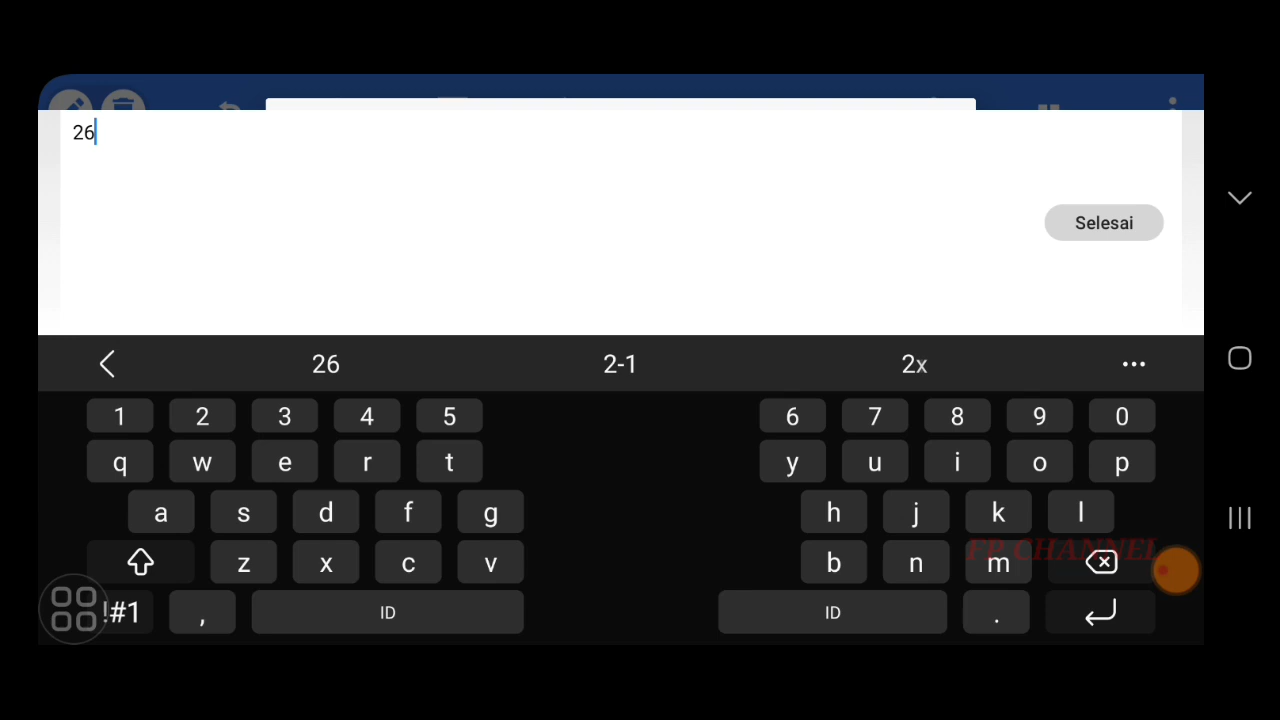 26
Selesai
26 2-1 2x ...
1 2 3 4 5 6 7 8 9 0
q w e r t y u i o p
a s d f g h j k l
z x c v b n m
FP CHANNEL
!#1 , ID ID .